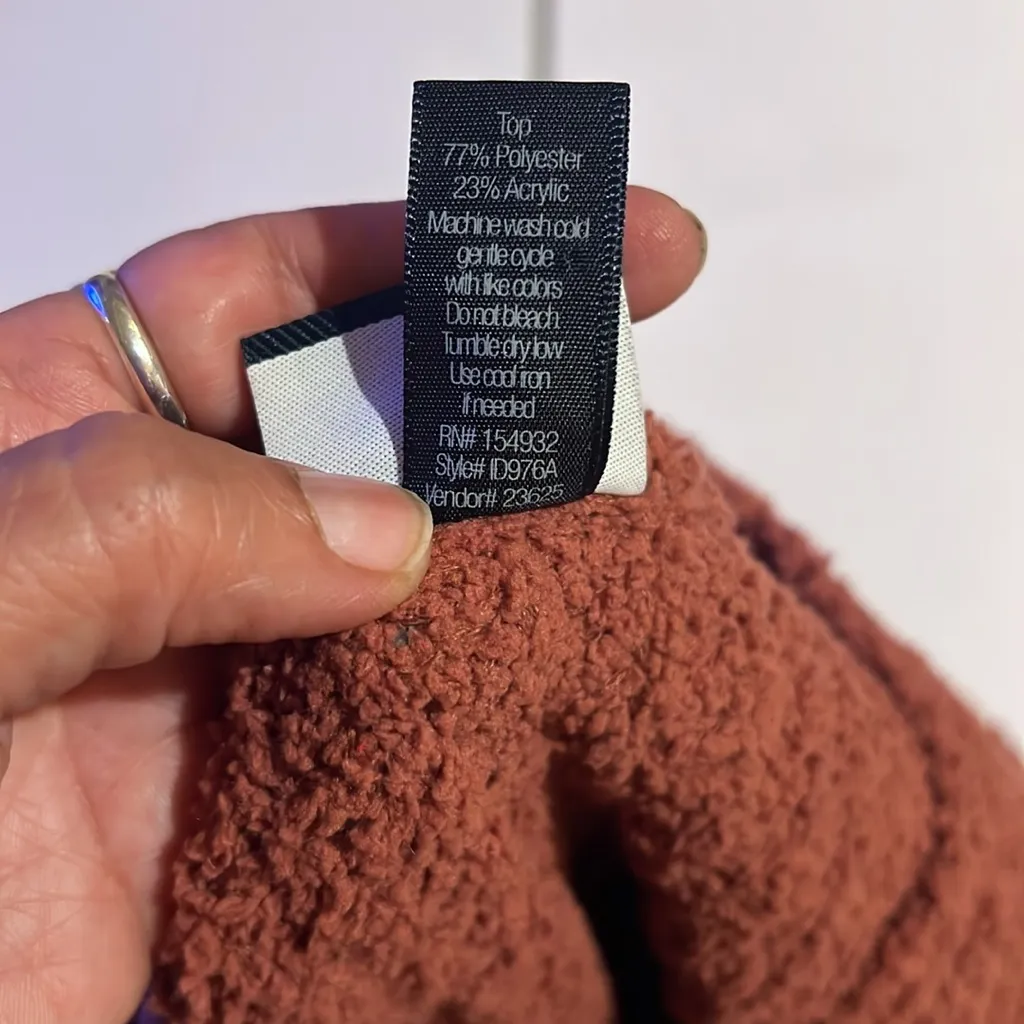 Top
77% Polyester
23% Acrylic
Machine wash cold
gentle cycle
with like colors
Do not bleach
Tumble dry low
Use cool iron
if needed
RN# 154932
Style# ID976A
Vendor# 23625